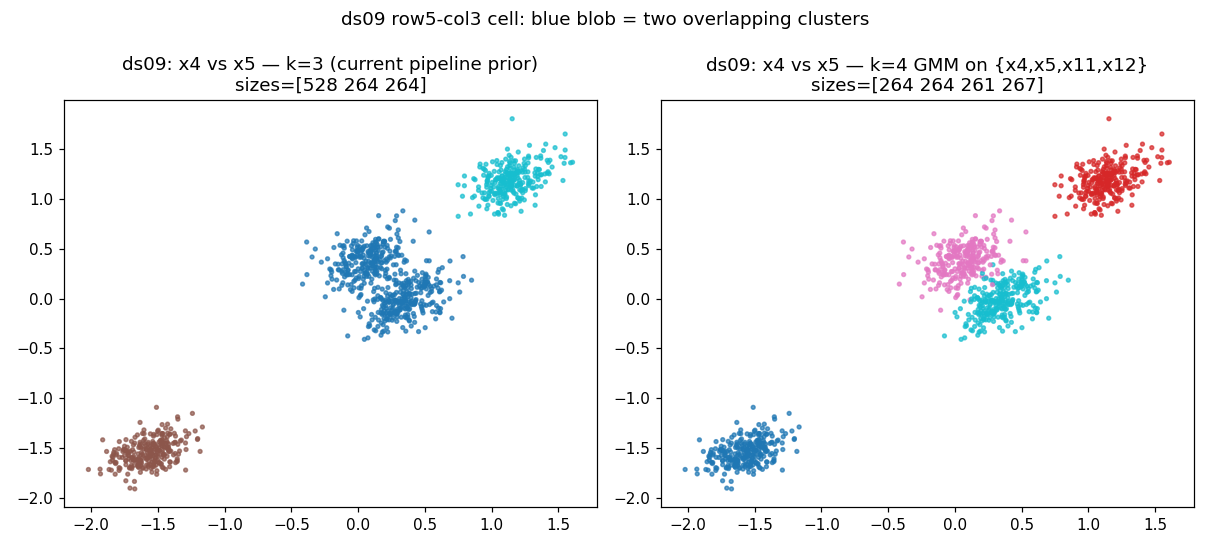 ds09 row5-col3 cell: blue blob = two overlapping clusters
ds09: x4 vs x5 — k=3 (current pipeline prior)
sizes=[528 264 264]
1.5
1.0
0.5
0.0
−0.5
−1.0
−1.5
−2.0
−2.0 −1.5 −1.0 −0.5 0.0 0.5 1.0 1.5
ds09: x4 vs x5 — k=4 GMM on {x4,x5,x11,x12}
sizes=[264 264 261 267]
1.5
1.0
0.5
0.0
−0.5
−1.0
−1.5
−2.0
−2.0 −1.5 −1.0 −0.5 0.0 0.5 1.0 1.5